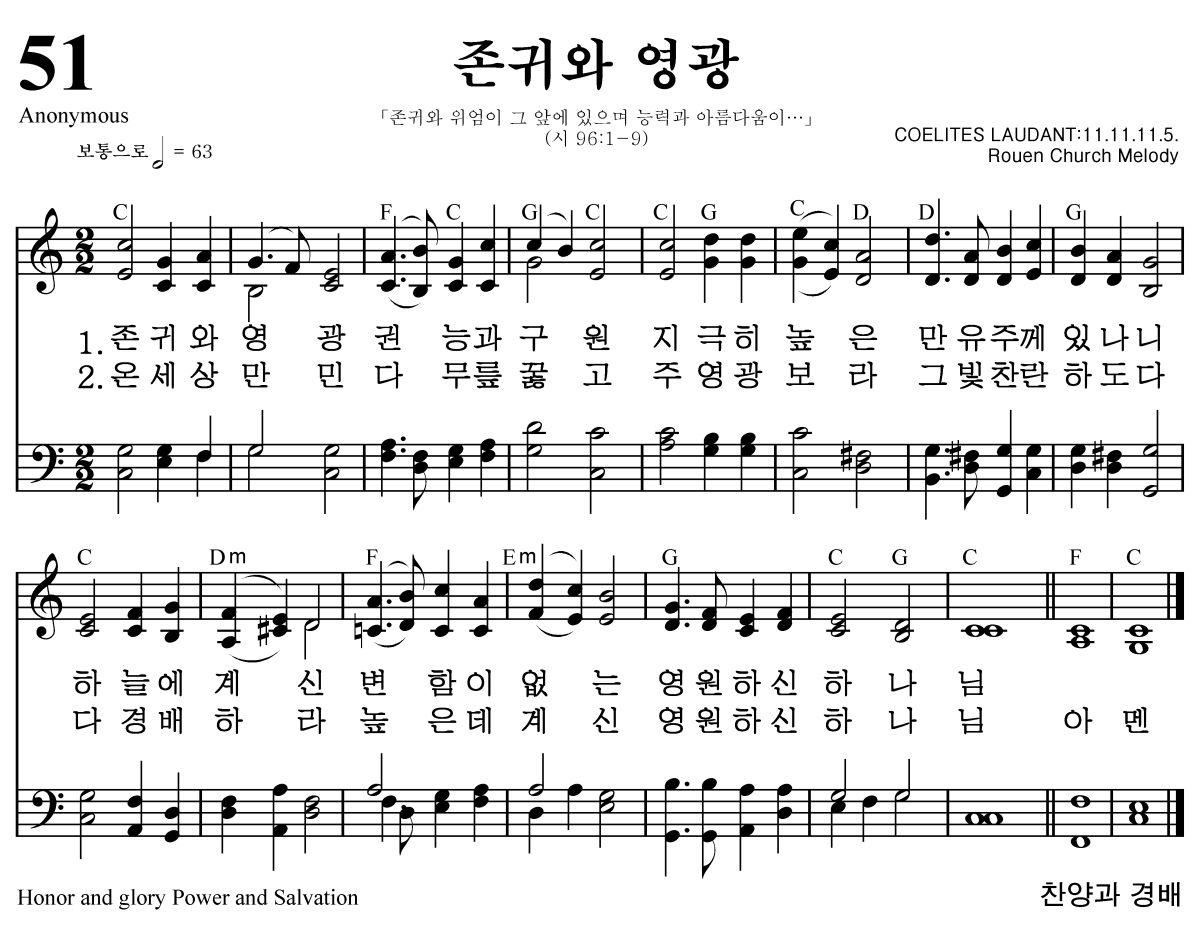 51
존귀와 영광
Anonymous
「존귀와 위엄이 그 앞에 있으며 능력과 아름다움이…」
(시 96:1-9)
COELITES LAUDANT:11.11.11.5.
Rouen Church Melody
보통으로 = 63
C F C G C C G C D D G
1. 존 귀 와 영 광 권 능 과 구 원 지 극 히 높 은 만 유 주 께 있 나 니
2. 온 세 상 만 민 다 무 릎 꿇 고 주 영 광 보 라 그 빛 찬 란 하 도 다
C Dm F Em G C G C F C
하 늘 에 계 신 변 함 이 없 는 영 원 하 신 하 나 님
다 경 배 하 라 높 은 데 계 신 영 원 하 신 하 나 님 아 멘
Honor and glory Power and Salvation
찬양과 경배